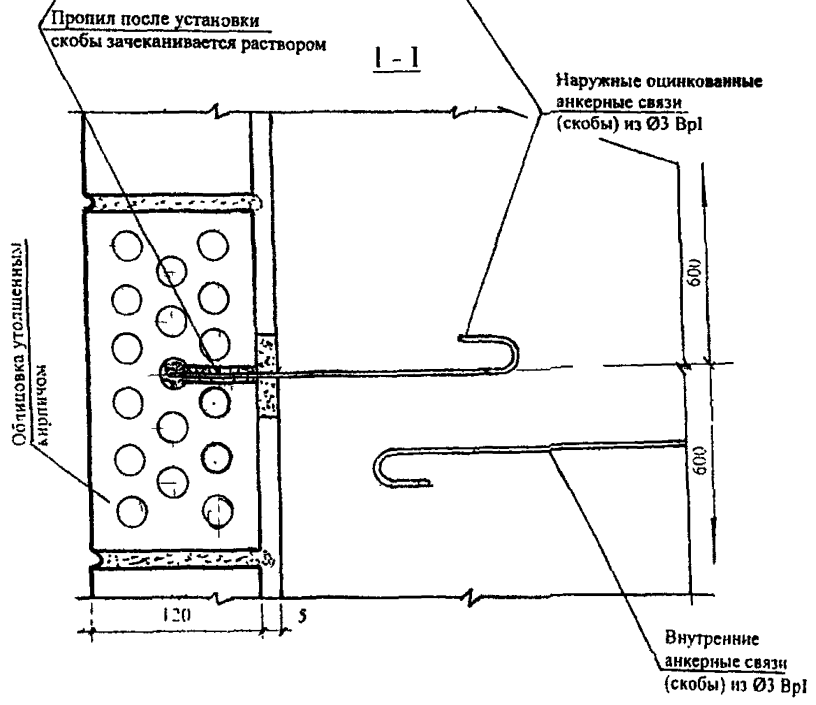 Пропил после установки
скобы зачеканивается раствором
I - I
Наружные оцинкованные
анкерные связи
(скобы) из Ø3 ВрI
600
Облицовка утолщенным
кирпичом
600
120
5
Внутренние
анкерные связи
(скобы) из Ø3 ВрI